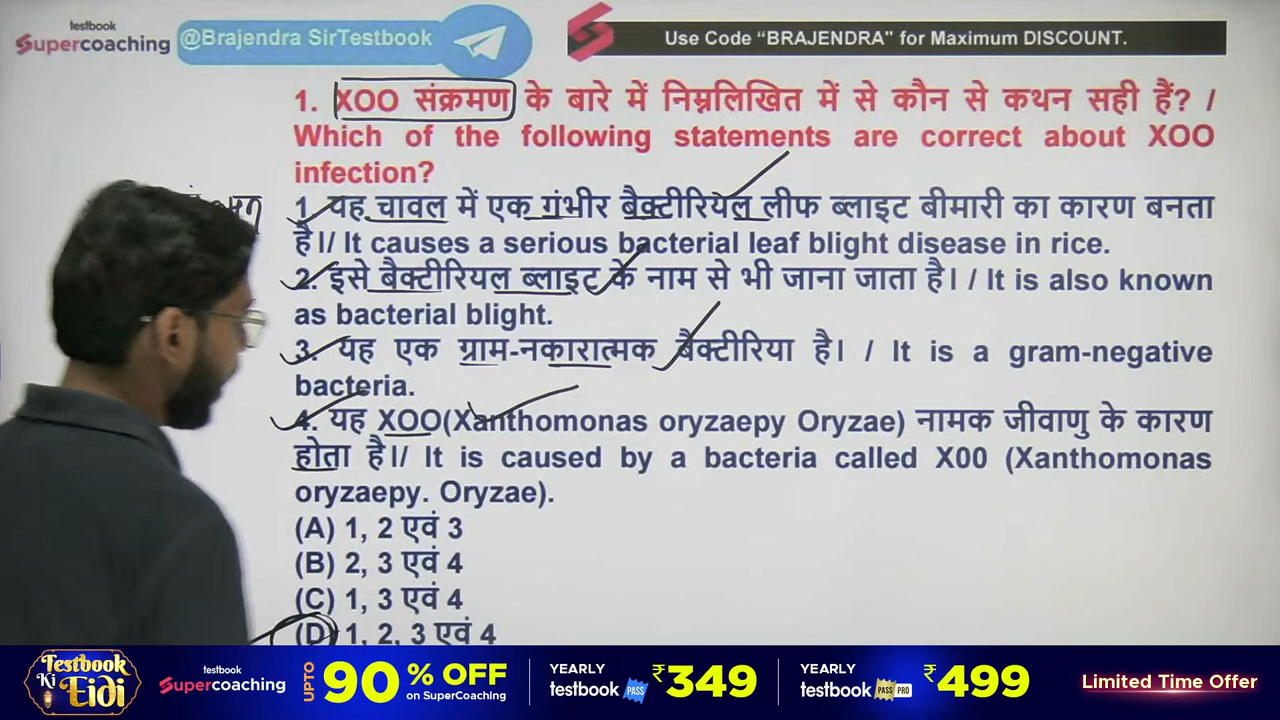 testbook
Supercoaching
@Brajendra SirTestbook
Use Code “BRAJENDRA" for Maximum DISCOUNT.
1. XOO संक्रमण के बारे में निम्नलिखित में से कौन से कथन सही हैं? /
Which of the following statements are correct about XOO
infection?
1. यह चावल में एक गंभीर बैक्टीरियल लीफ ब्लाइट बीमारी का कारण बनता
है।/ It causes a serious bacterial leaf blight disease in rice.
2. इसे बैक्टीरियल ब्लाइट के नाम से भी जाना जाता है। / It is also known
as bacterial blight.
3. यह एक ग्राम-नकारात्मक बैक्टीरिया है। / It is a gram-negative
bacteria.
4. यह XOO(Xanthomonas oryzaepy Oryzae) नामक जीवाणु के कारण
होता है।/ It is caused by a bacteria called X00 (Xanthomonas
oryzaepy. Oryzae).
(A) 1, 2 एवं 3
(B) 2, 3 एवं 4
(C) 1, 3 एवं 4
(D) 1, 2, 3 एवं 4
Testbook Ki Eidi
testbook
Supercoaching
UPTO 90% OFF on SuperCoaching
YEARLY testbook PASS ₹349
YEARLY testbook PASS PRO ₹499
Limited Time Offer